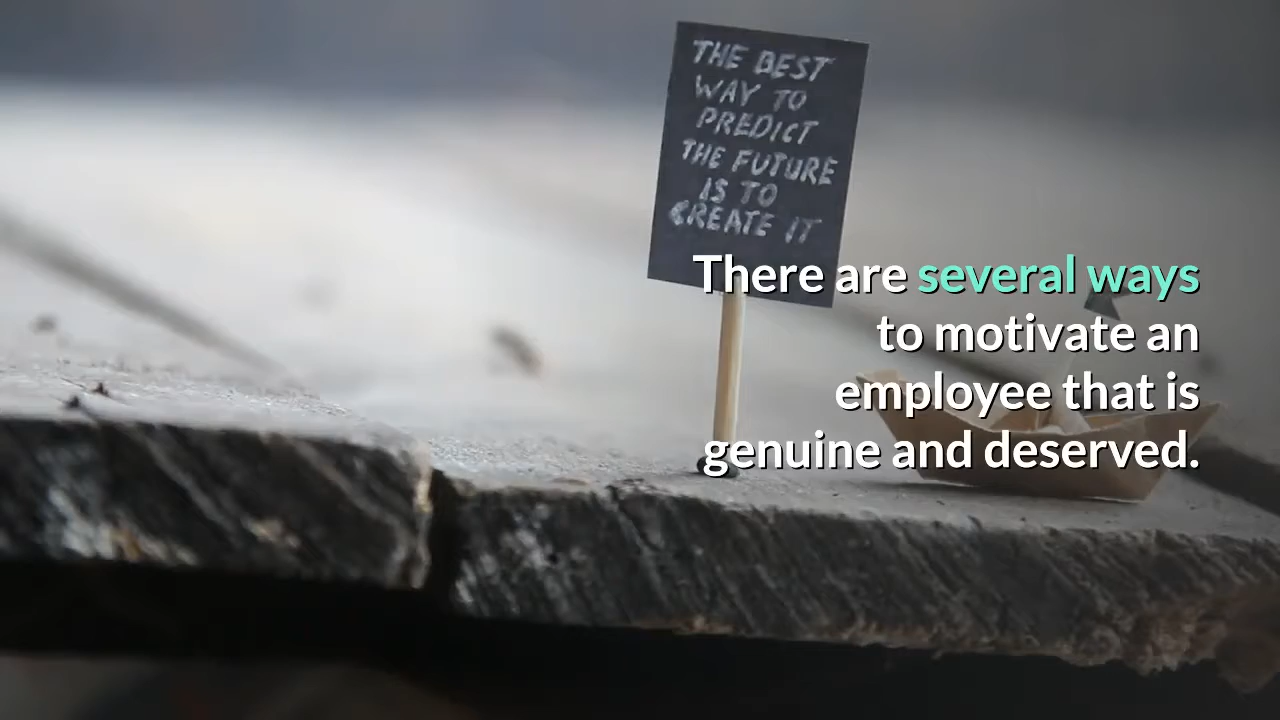 THE BEST
WAY TO
PREDICT
THE FUTURE
IS TO
CREATE IT
There are several ways
to motivate an
employee that is
genuine and deserved.